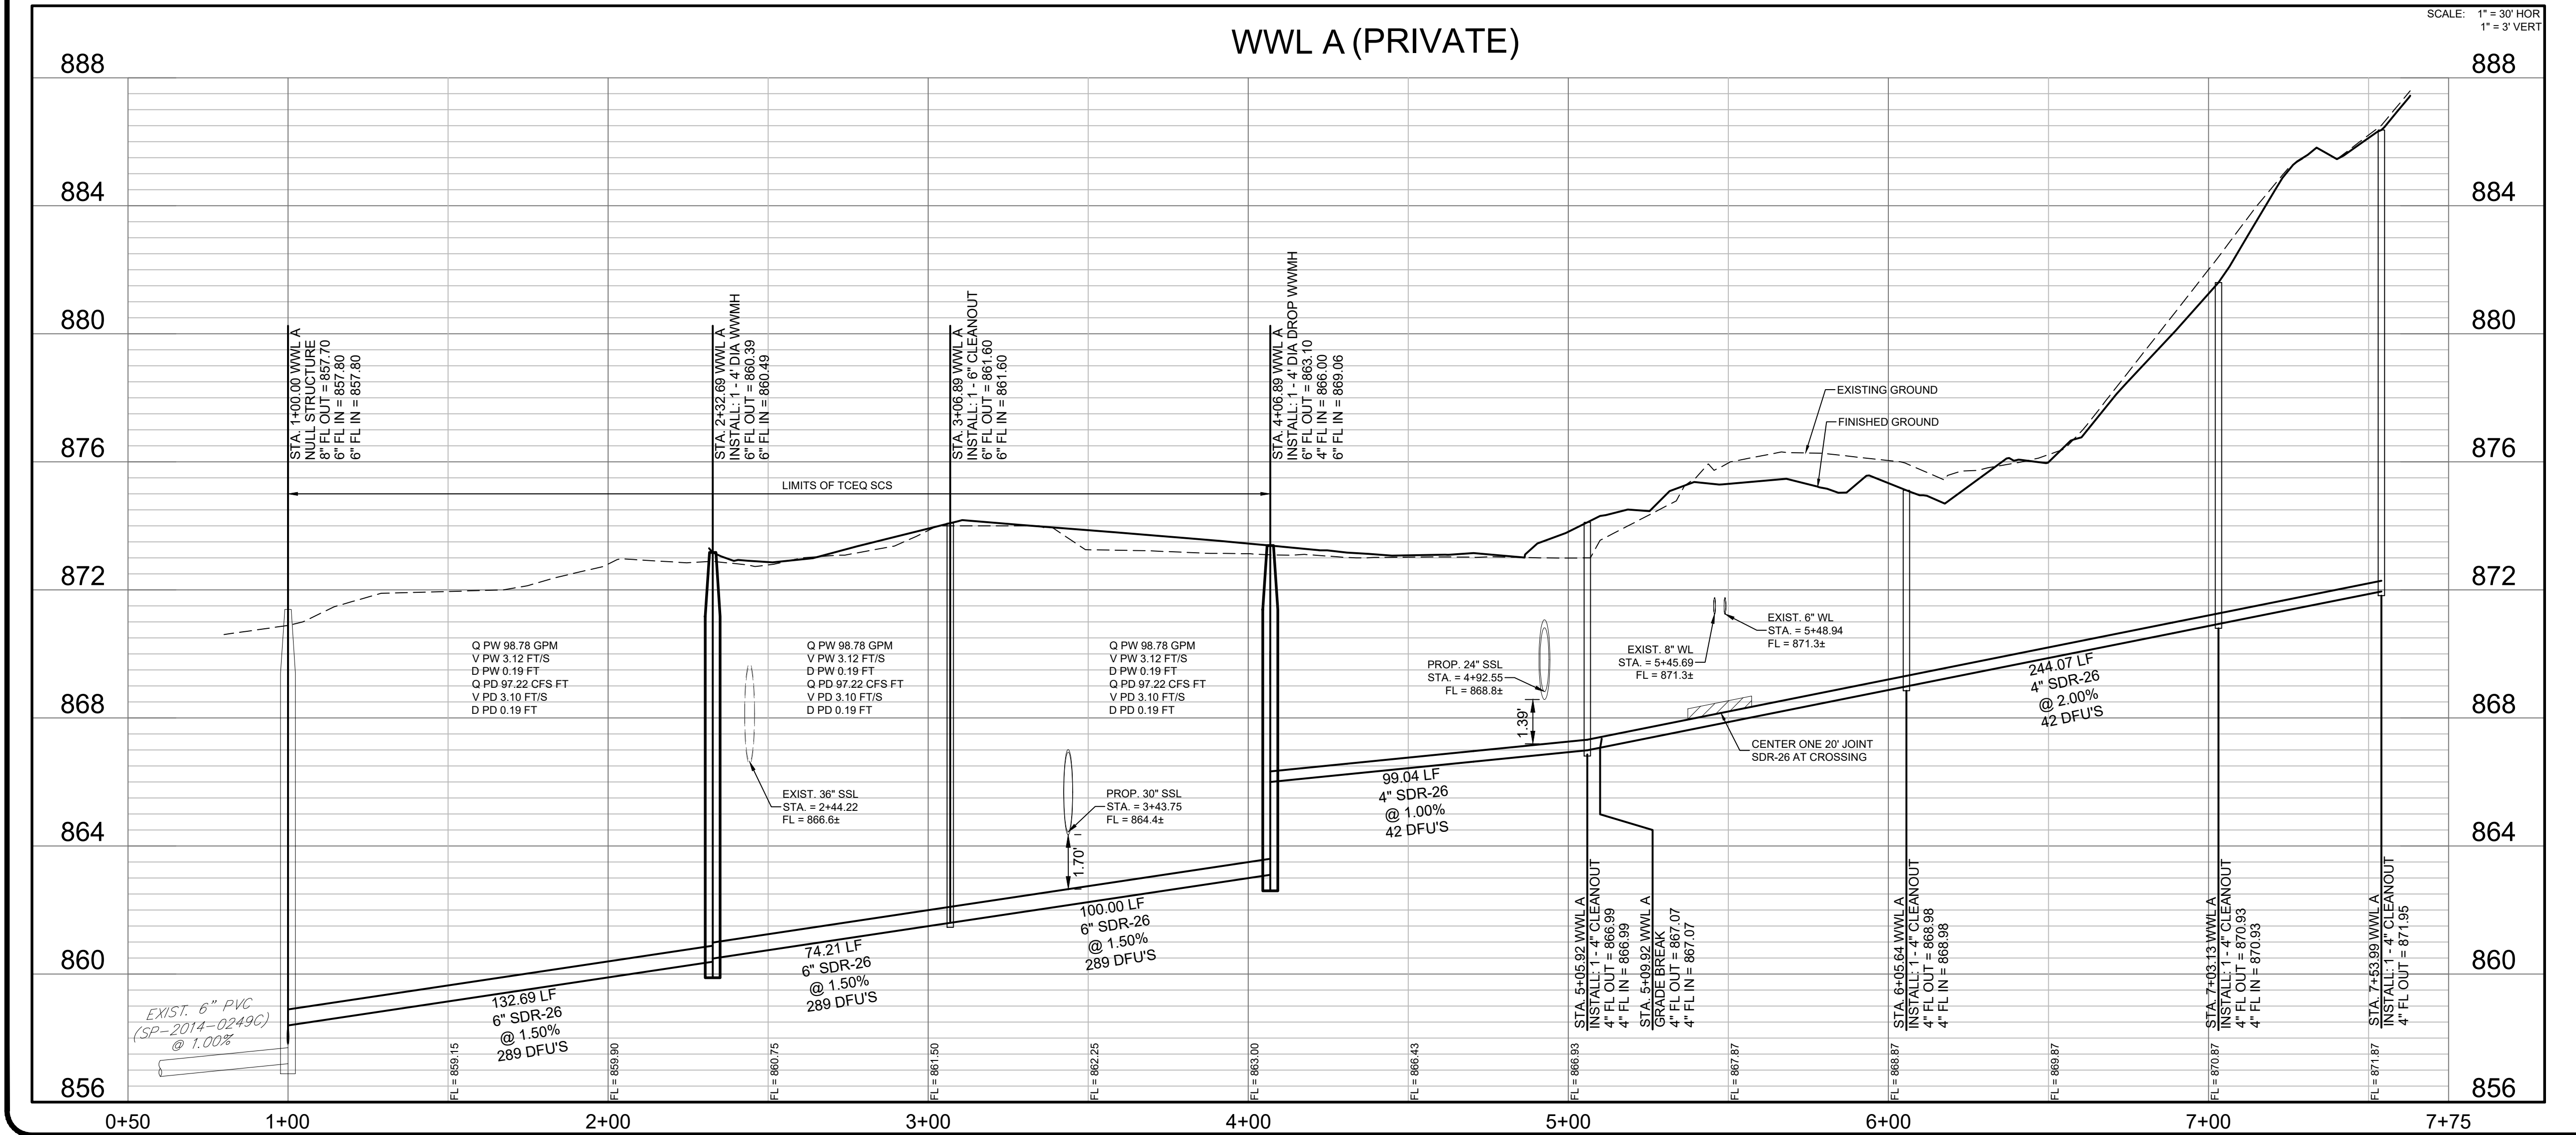 SCALE: 1" = 30' HOR
1" = 3' VERT
WWL A (PRIVATE)
888
884
880
876
872
868
864
860
856
888
884
880
876
872
868
864
860
856
STA. 1+00.00 WWL A
NULL STRUCTURE
8" FL OUT = 857.70
6" FL IN = 857.80
6" FL IN = 857.80
STA. 2+32.69 WWL A
INSTALL: 1 - 4' DIA WWMH
6" FL OUT = 860.39
6" FL IN = 860.49
STA. 3+06.89 WWL A
INSTALL: 1 - 6" CLEANOUT
6" FL OUT = 861.60
6" FL IN = 861.60
STA. 4+06.89 WWL A
INSTALL: 1 - 4' DIA DROP WWMH
6" FL OUT = 863.10
4" FL IN = 866.00
6" FL IN = 869.06
LIMITS OF TCEQ SCS
EXISTING GROUND
FINISHED GROUND
Q PW 98.78 GPM
V PW 3.12 FT/S
D PW 0.19 FT
Q PD 97.22 CFS FT
V PD 3.10 FT/S
D PD 0.19 FT
Q PW 98.78 GPM
V PW 3.12 FT/S
D PW 0.19 FT
Q PD 97.22 CFS FT
V PD 3.10 FT/S
D PD 0.19 FT
Q PW 98.78 GPM
V PW 3.12 FT/S
D PW 0.19 FT
Q PD 97.22 CFS FT
V PD 3.10 FT/S
D PD 0.19 FT
EXIST. 36" SSL
STA. = 2+44.22
FL = 866.6±
PROP. 30" SSL
STA. = 3+43.75
FL = 864.4±
1.70'
PROP. 24" SSL
STA. = 4+92.55
FL = 868.8±
1.39'
EXIST. 8" WL
STA. = 5+45.69
FL = 871.3±
EXIST. 6" WL
STA. = 5+48.94
FL = 871.3±
CENTER ONE 20' JOINT
SDR-26 AT CROSSING
EXIST. 6" PVC
(SP-2014-0249C)
@ 1.00%
132.69 LF
6" SDR-26
@ 1.50%
289 DFU'S
74.21 LF
6" SDR-26
@ 1.50%
289 DFU'S
100.00 LF
6" SDR-26
@ 1.50%
289 DFU'S
99.04 LF
4" SDR-26
@ 1.00%
42 DFU'S
244.07 LF
4" SDR-26
@ 2.00%
42 DFU'S
STA. 5+05.92 WWL A
INSTALL: 1 - 4" CLEANOUT
4" FL OUT = 866.99
4" FL IN = 866.99
STA. 5+09.92 WWL A
GRADE BREAK
4" FL OUT = 867.07
4" FL IN = 867.07
STA. 6+05.64 WWL A
INSTALL: 1 - 4" CLEANOUT
4" FL OUT = 868.98
4" FL IN = 868.98
STA. 7+03.13 WWL A
INSTALL: 1 - 4" CLEANOUT
4" FL OUT = 870.93
4" FL IN = 870.93
STA. 7+53.99 WWL A
INSTALL: 1 - 4" CLEANOUT
4" FL OUT = 871.95
FL = 859.15
FL = 859.90
FL = 860.75
FL = 861.50
FL = 862.25
FL = 863.00
FL = 866.43
FL = 866.93
FL = 867.87
FL = 868.87
FL = 869.87
FL = 870.87
FL = 871.87
0+50
1+00
2+00
3+00
4+00
5+00
6+00
7+00
7+75